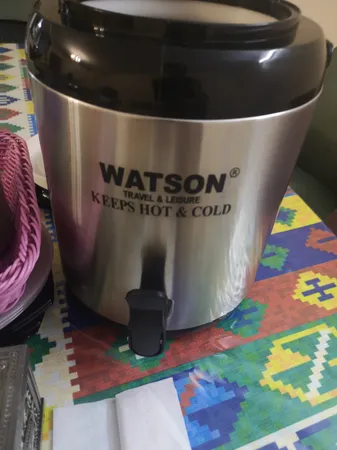 WATSON®
TRAVEL & LEISURE
KEEPS HOT & COLD